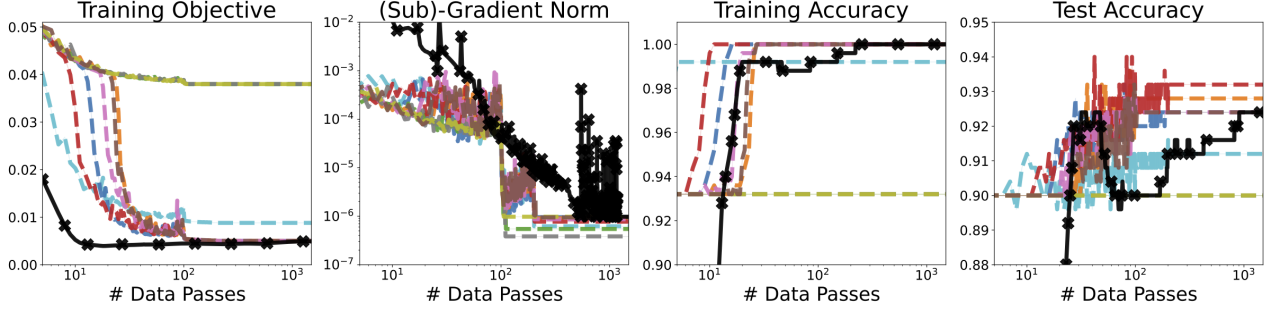 Training Objective
0.05
0.04
0.03
0.02
0.01
0.00
10¹ 10² 10³
# Data Passes
(Sub)-Gradient Norm
10⁻²
10⁻³
10⁻⁴
10⁻⁵
10⁻⁶
10⁻⁷
10¹ 10² 10³
# Data Passes
Training Accuracy
1.00
0.98
0.96
0.94
0.92
0.90
10¹ 10² 10³
# Data Passes
Test Accuracy
0.95
0.94
0.93
0.92
0.91
0.90
0.89
0.88
10¹ 10² 10³
# Data Passes